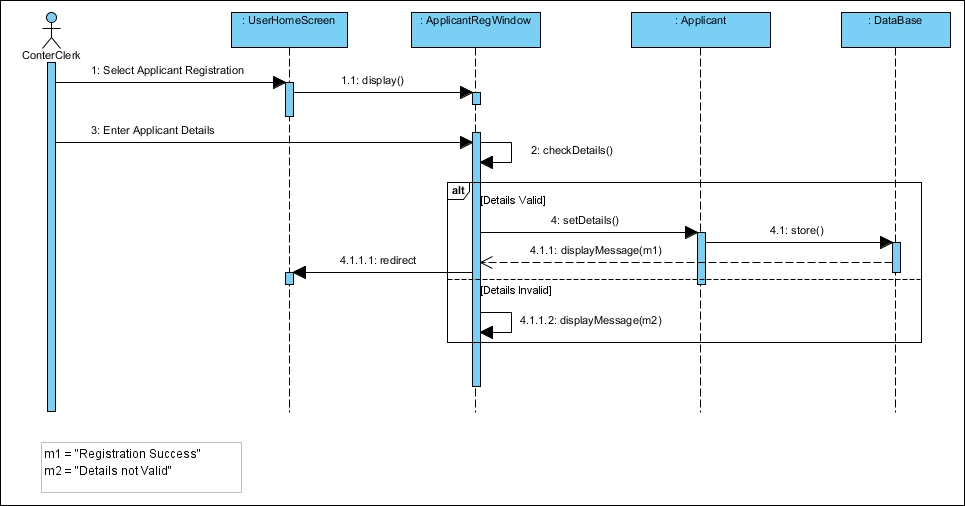 : UserHomeScreen
: ApplicantRegWindow
: Applicant
: DataBase
ConterClerk
1: Select Applicant Registration
1.1: display()
3: Enter Applicant Details
2: checkDetails()
alt
[Details Valid]
4: setDetails()
4.1: store()
4.1.1: displayMessage(m1)
4.1.1.1: redirect
[Details Invalid]
4.1.1.2: displayMessage(m2)
m1 = "Registration Success"
m2 = "Details not Valid"